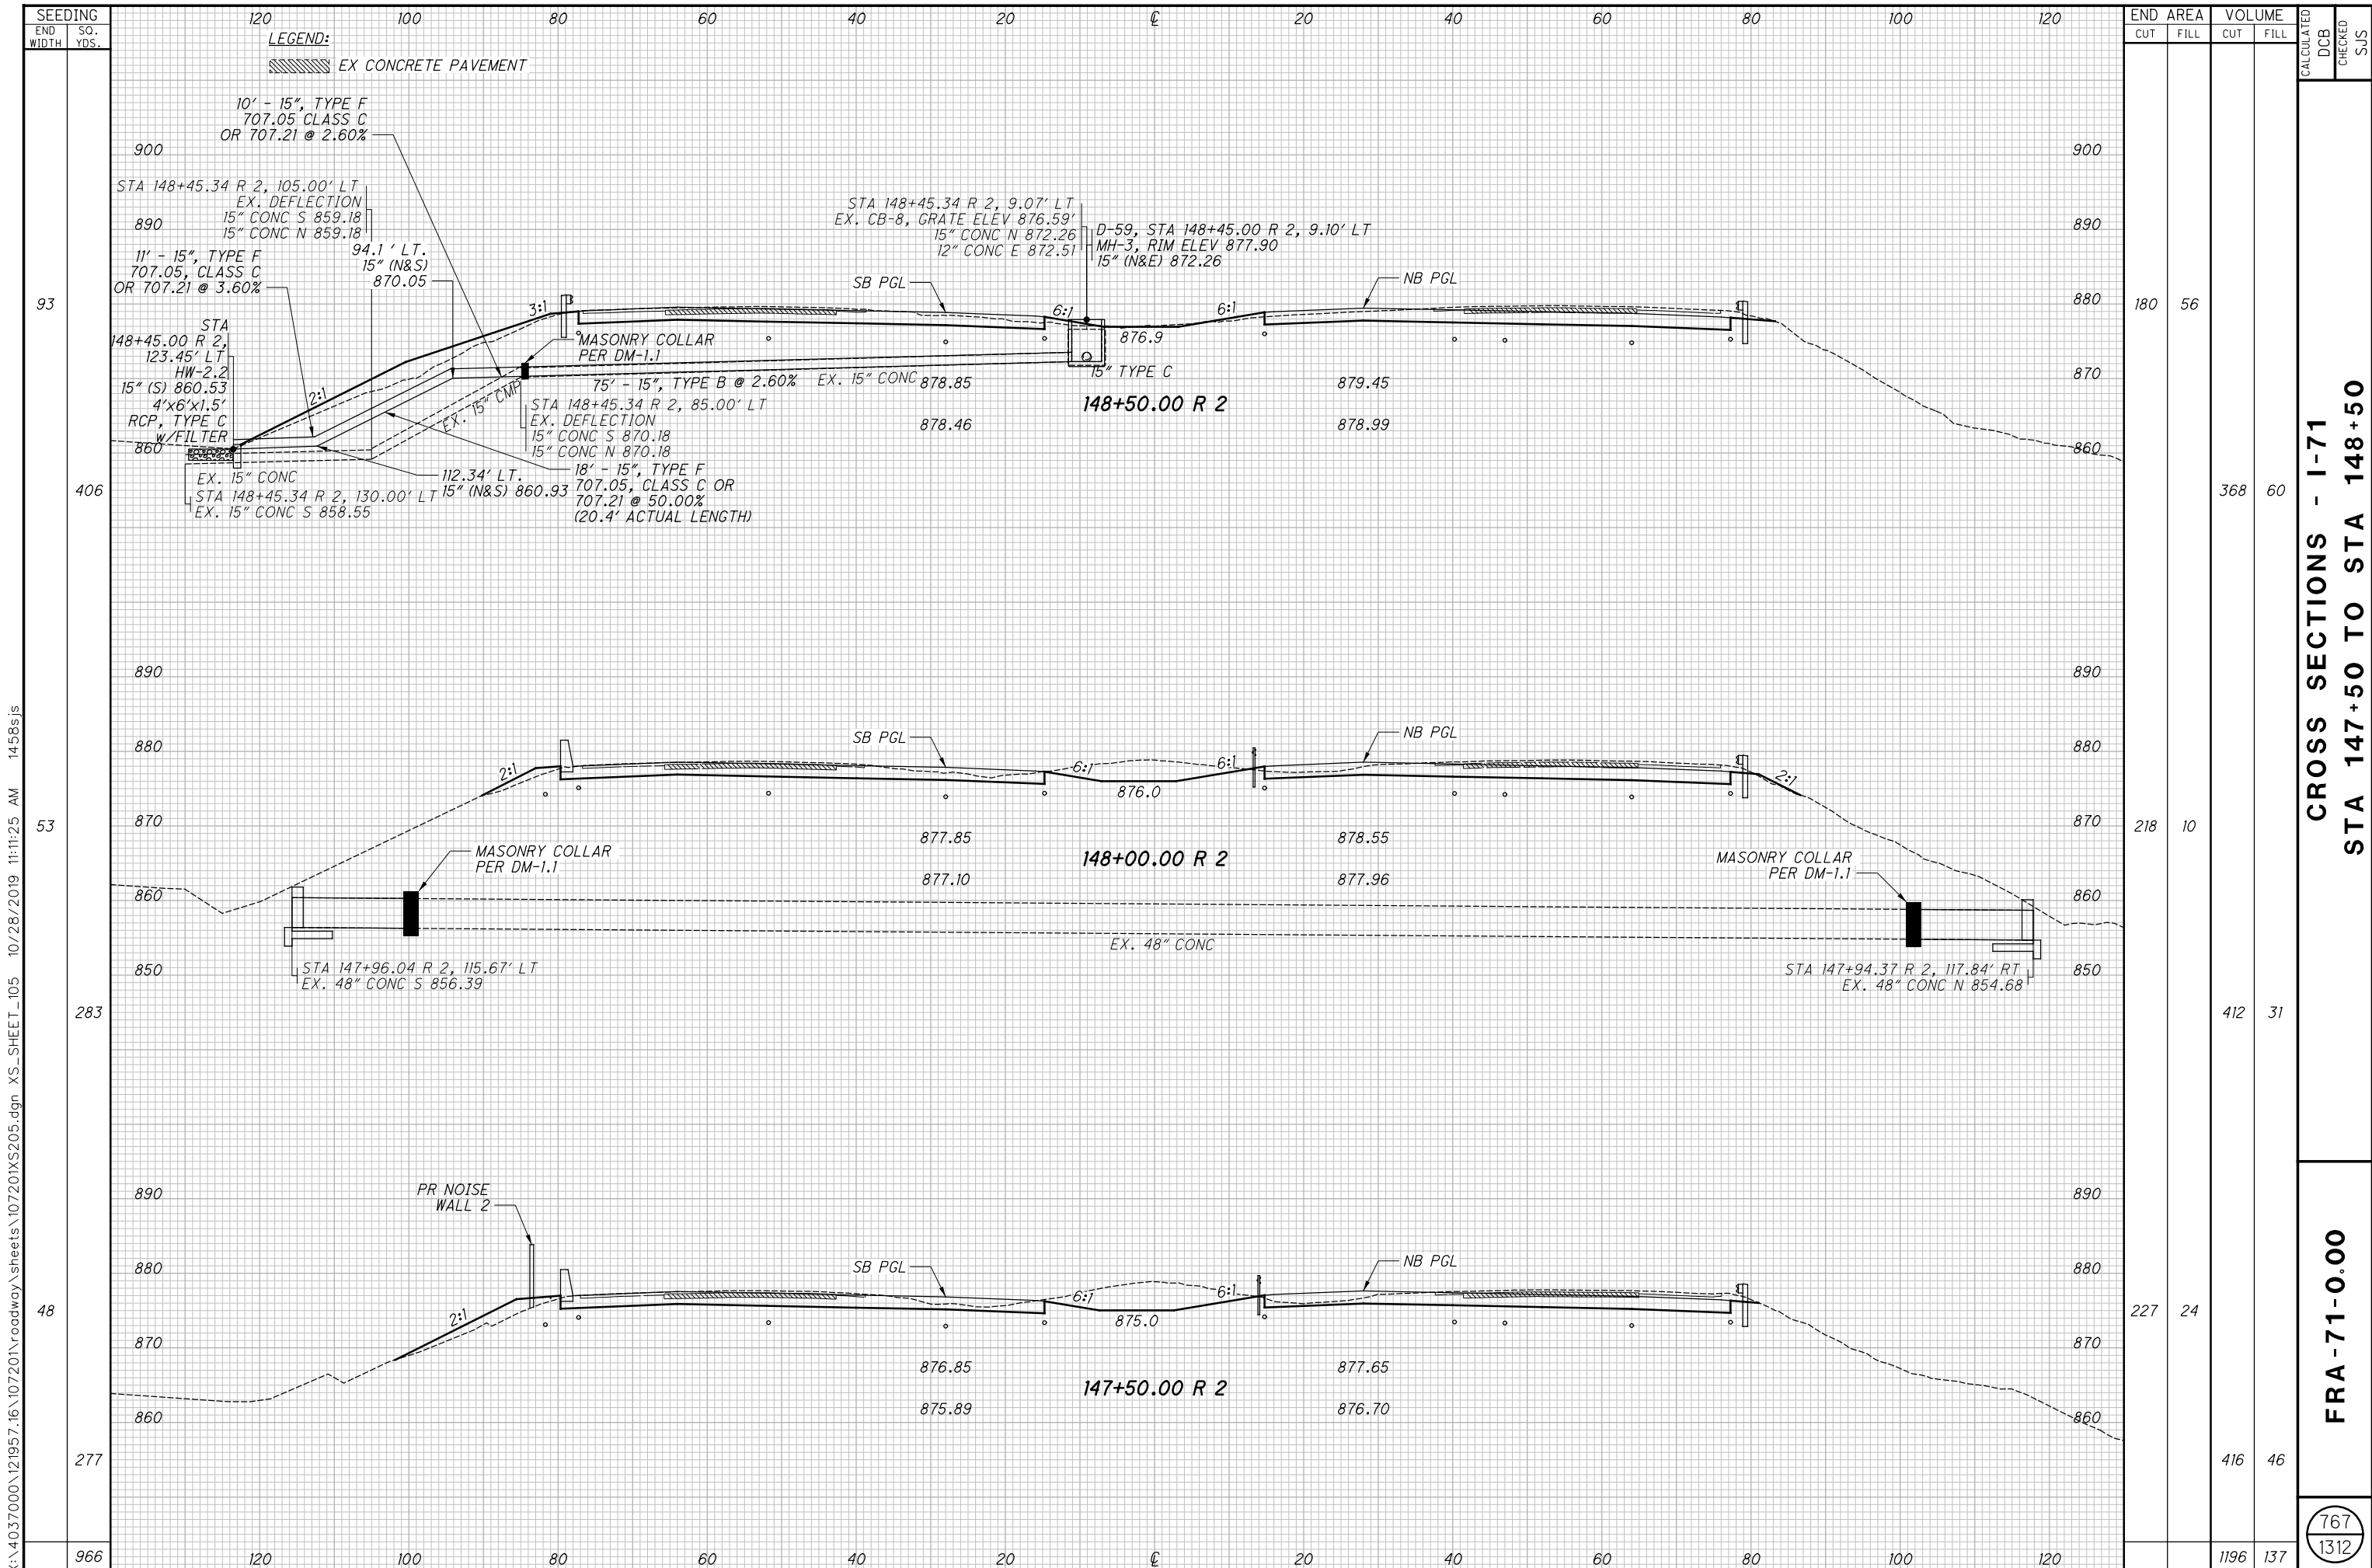 SEEDING
END WIDTH
SQ. YDS.
120 100 80 60 40 20 ℄ 20 40 60 80 100 120
END AREA VOLUME
CUT FILL CUT FILL
CALCULATED
DCB
CHECKED
SJS
LEGEND:
EX CONCRETE PAVEMENT
10' - 15", TYPE F
707.05 CLASS C
OR 707.21 @ 2.60%
900
900
STA 148+45.34 R 2, 105.00' LT
EX. DEFLECTION
15" CONC S 859.18
15" CONC N 859.18
890
890
11' - 15", TYPE F
707.05, CLASS C
OR 707.21 @ 3.60%
94.1 ' LT.
15" (N&S)
870.05
STA 148+45.34 R 2, 9.07' LT
EX. CB-8, GRATE ELEV 876.59'
15" CONC N 872.26
12" CONC E 872.51
D-59, STA 148+45.00 R 2, 9.10' LT
MH-3, RIM ELEV 877.90
15" (N&E) 872.26
SB PGL
NB PGL
93
3:1
6:1
6:1
880
180 56
STA
148+45.00 R 2,
123.45' LT
HW-2.2
15" (S) 860.53
4'x6'x1.5'
RCP, TYPE C
w/FILTER
2:1
MASONRY COLLAR
PER DM-1.1
876.9
15" TYPE C
75' - 15", TYPE B @ 2.60%
EX. 15" CONC
878.85
879.45
870
EX. 15" CMP
STA 148+45.34 R 2, 85.00' LT
EX. DEFLECTION
15" CONC S 870.18
15" CONC N 870.18
148+50.00 R 2
878.46
878.99
860
860
EX. 15" CONC
STA 148+45.34 R 2, 130.00' LT
EX. 15" CONC S 858.55
112.34' LT.
15" (N&S) 860.93
18' - 15", TYPE F
707.05, CLASS C OR
707.21 @ 50.00%
(20.4' ACTUAL LENGTH)
406
368 60
890
890
880
SB PGL
NB PGL
880
2:1
6:1
6:1
2:1
876.0
870
870
53
218 10
877.85
878.55
MASONRY COLLAR
PER DM-1.1
148+00.00 R 2
MASONRY COLLAR
PER DM-1.1
877.10
877.96
860
860
EX. 48" CONC
850
850
STA 147+96.04 R 2, 115.67' LT
EX. 48" CONC S 856.39
STA 147+94.37 R 2, 117.84' RT
EX. 48" CONC N 854.68
283
412 31
PR NOISE
WALL 2
890
890
880
SB PGL
NB PGL
880
48
2:1
6:1
6:1
875.0
227 24
870
870
876.85
877.65
147+50.00 R 2
875.89
876.70
860
860
277
416 46
966
120 100 80 60 40 20 ℄ 20 40 60 80 100 120
1196 137
CROSS SECTIONS - I-71
STA 147+50 TO STA 148+50
FRA-71-0.00
767
1312
:\4037000\121957.16\107201\roadway\sheets\107201XS205.dgn XS_SHEET_105 10/28/2019 11:11:25 AM 1458sjs